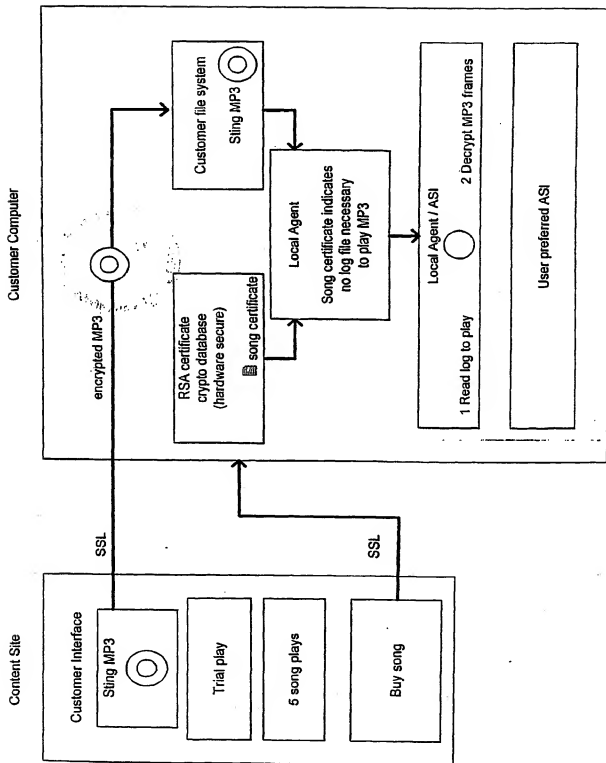 Content Site
Customer Interface
Sting MP3
Trial play
5 song plays
Buy song
SSL
SSL
Customer Computer
encrypted MP3
Customer file system
Sting MP3
RSA certificate
crypto database
(hardware secure)
song certificate
Local Agent
Song certificate indicates
no log file necessary
to play MP3
Local Agent / ASI
1 Read log to play
2 Decrypt MP3 frames
User preferred ASI